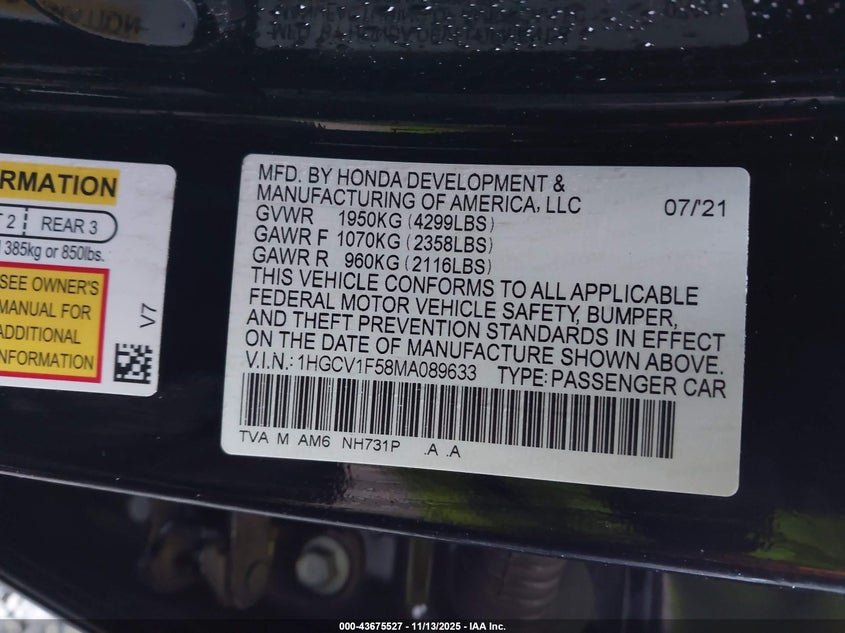 RMATION
2 REAR 3
385kg or 850lbs.
SEE OWNER'S
MANUAL FOR
ADDITIONAL
INFORMATION
V7
MFD. BY HONDA DEVELOPMENT &
MANUFACTURING OF AMERICA, LLC 07/21
GVWR 1950KG (4299LBS)
GAWR F 1070KG (2358LBS)
GAWR R 960KG (2116LBS)
THIS VEHICLE CONFORMS TO ALL APPLICABLE
FEDERAL MOTOR VEHICLE SAFETY, BUMPER,
AND THEFT PREVENTION STANDARDS IN EFFECT
ON THE DATE OF MANUFACTURE SHOWN ABOVE.
V.I.N.: 1HGCV1F58MA089633 TYPE: PASSENGER CAR
TVA M AM6 NH731P .A .A
000-43675527 - 11/13/2025 - IAA Inc.